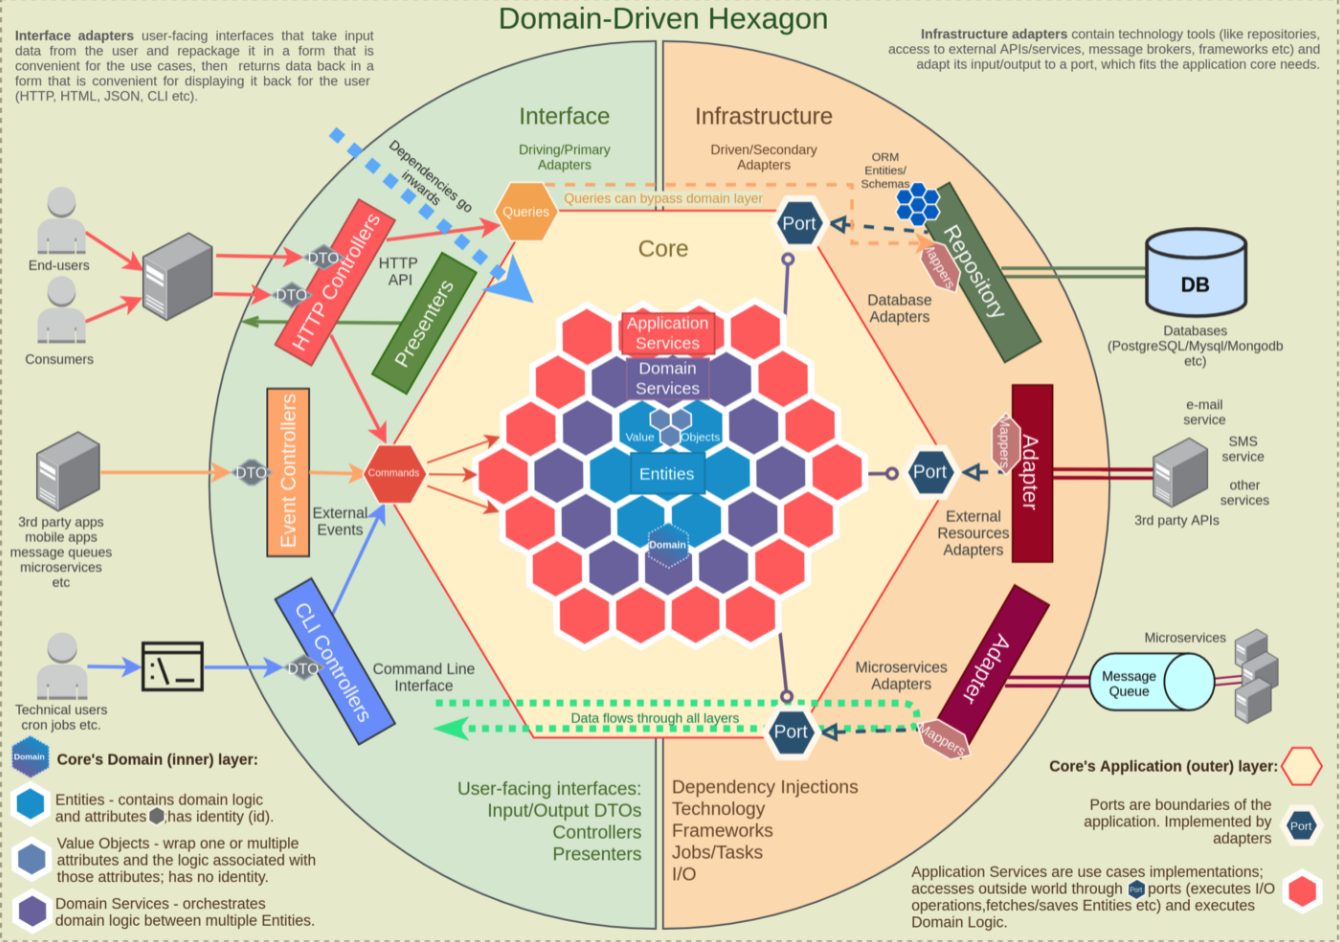 Domain-Driven Hexagon
Interface adapters user-facing interfaces that take input
data from the user and repackage it in a form that is
convenient for the use cases, then returns data back in a
form that is convenient for displaying it back for the user
(HTTP, HTML, JSON, CLI etc).
Infrastructure adapters contain technology tools (like repositories,
access to external APIs/services, message brokers, frameworks etc) and
adapt its input/output to a port, which fits the application core needs.
Interface
Driving/Primary
Adapters
Infrastructure
Driven/Secondary
Adapters
Dependencies go
inwards
ORM
Entities/
Schemas
Queries
Queries can bypass domain layer
Port
Core
End-users
Consumers
DTO
DTO
HTTP Controllers
HTTP
API
Presenters
Mappers
Repository
Database
Adapters
DB
Databases
(PostgreSQL/Mysql/Mongodb
etc)
Application
Services
Domain
Services
Value
Objects
Entities
Domain
3rd party apps
mobile apps
message queues
microservices
etc
DTO
Event Controllers
External
Events
Commands
Port
Mappers
Adapter
External
Resources
Adapters
e-mail
service
SMS
service
other
services
3rd party APIs
Technical users
cron jobs etc.
:\_
DTO
CLI Controllers
Command Line
Interface
Data flows through all layers
Port
Microservices
Adapters
Adapter
Mappers
Message
Queue
Microservices
User-facing interfaces:
Input/Output DTOs
Controllers
Presenters
Dependency Injections
Technology
Frameworks
Jobs/Tasks
I/O
Domain
Core's Domain (inner) layer:
Entities - contains domain logic
and attributes has identity (id).
Value Objects - wrap one or multiple
attributes and the logic associated with
those attributes; has no identity.
Domain Services - orchestrates
domain logic between multiple Entities.
Core's Application (outer) layer:
Ports are boundaries of the
application. Implemented by
adapters
Port
Application Services are use cases implementations;
accesses outside world through Port ports (executes I/O
operations,fetches/saves Entities etc) and executes
Domain Logic.